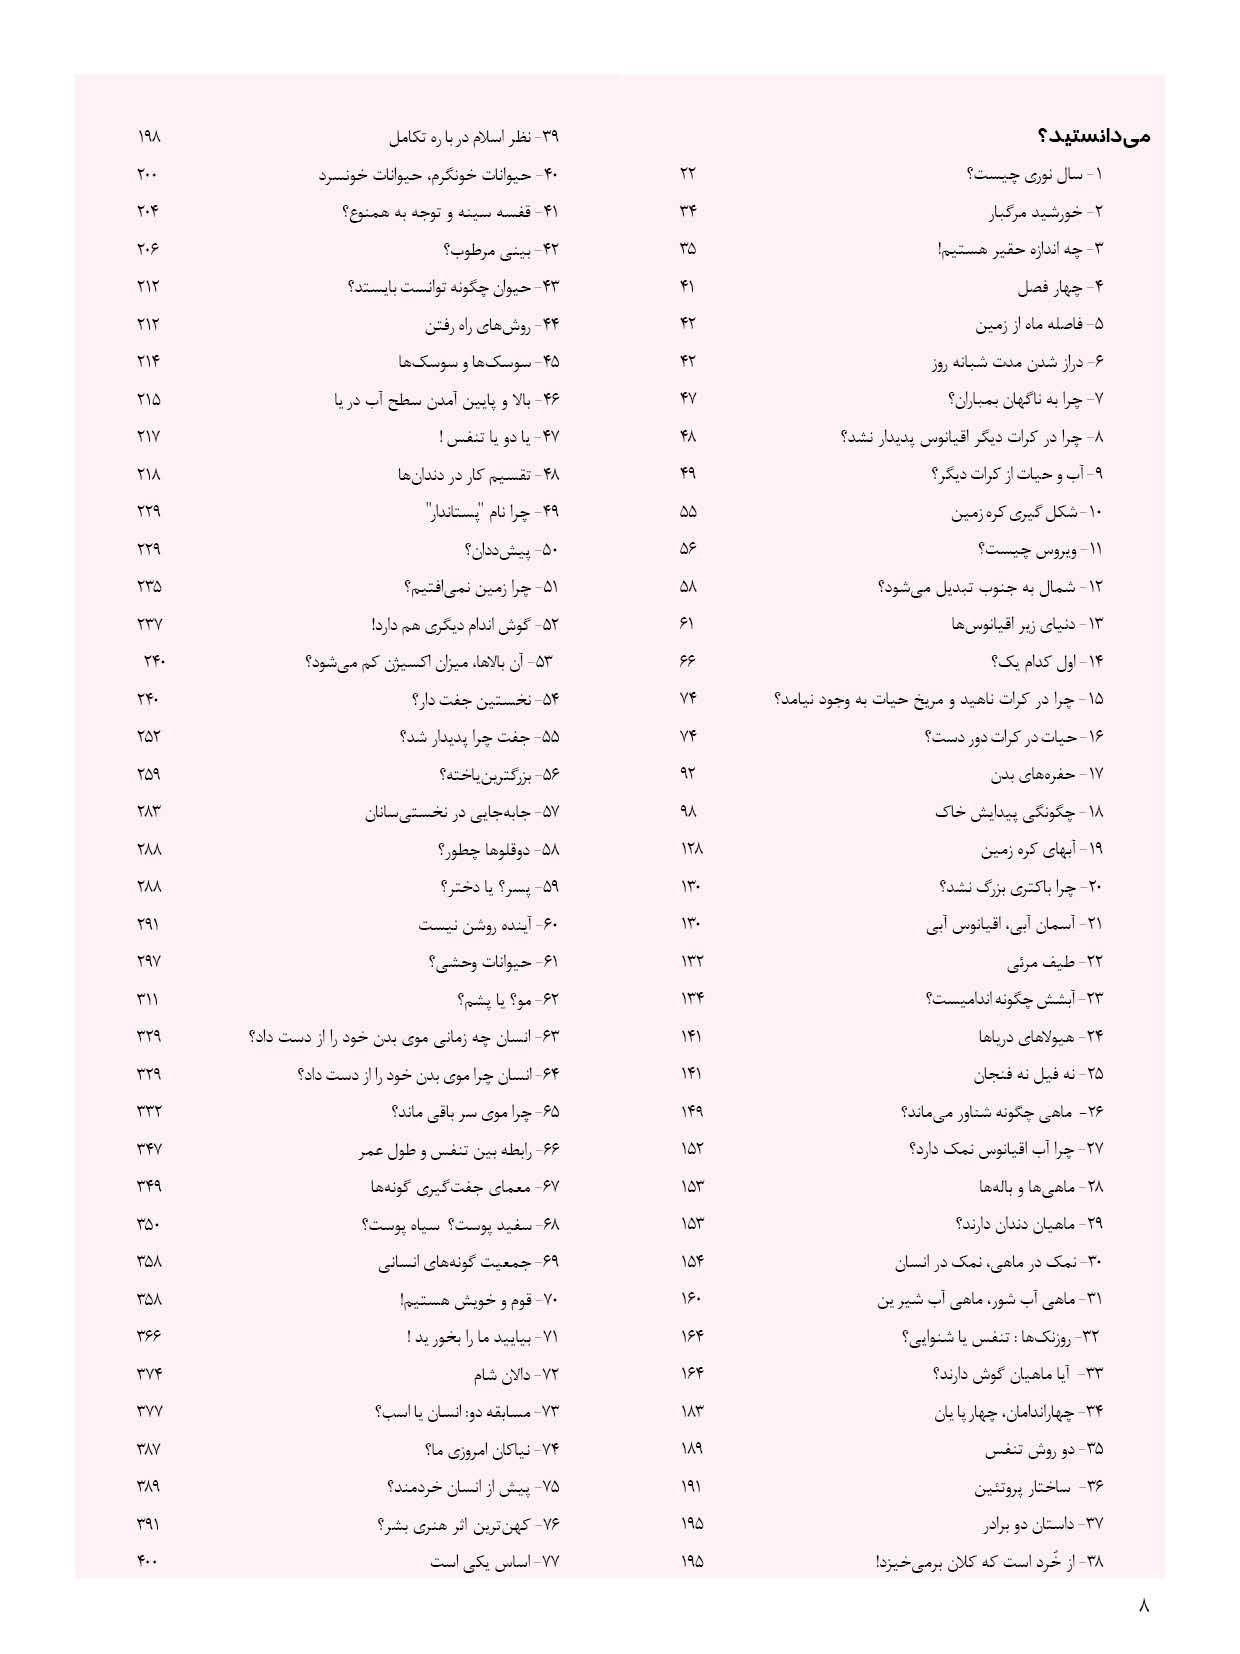 می‌دانستید؟
۱- سال نوری چیست؟ ۲۲
۲- خورشید مرگبار ۳۴
۳- چه اندازه حقیر هستیم! ۳۵
۴- چهار فصل ۴۱
۵- فاصله ماه از زمین ۴۲
۶- دراز شدن مدت شبانه روز ۴۲
۷- چرا به ناگهان بمباران؟ ۴۷
۸- چرا در کرات دیگر اقیانوس پدیدار نشد؟ ۴۸
۹- آب و حیات از کرات دیگر؟ ۴۹
۱۰- شکل گیری کره زمین ۵۵
۱۱- ویروس چیست؟ ۵۶
۱۲- شمال به جنوب تبدیل می‌شود؟ ۵۸
۱۳- دنیای زیر اقیانوس‌ها ۶۱
۱۴- اول کدام یک؟ ۶۶
۱۵- چرا در کرات ناهید و مریخ حیات به وجود نیامد؟ ۷۴
۱۶- حیات در کرات دور دست؟ ۷۴
۱۷- حفره‌های بدن ۹۲
۱۸- چگونگی پیدایش خاک ۹۸
۱۹- آبهای کره زمین ۱۲۸
۲۰- چرا باکتری بزرگ نشد؟ ۱۳۰
۲۱- آسمان آبی، اقیانوس آبی ۱۳۰
۲۲- طیف مرئی ۱۳۲
۲۳- آبشش چگونه اندامیست؟ ۱۳۴
۲۴- هیولاهای دریاها ۱۴۱
۲۵- نه فیل نه فنجان ۱۴۱
۲۶- ماهی چگونه شناور می‌ماند؟ ۱۴۹
۲۷- چرا آب اقیانوس نمک دارد؟ ۱۵۲
۲۸- ماهی‌ها و باله‌ها ۱۵۳
۲۹- ماهیان دندان دارند؟ ۱۵۳
۳۰- نمک در ماهی، نمک در انسان ۱۵۴
۳۱- ماهی آب شور، ماهی آب شیر ین ۱۶۰
۳۲- روزنک‌ها : تنفس یا شنوایی؟ ۱۶۴
۳۳- آیا ماهیان گوش دارند؟ ۱۶۴
۳۴- چهاراندامان، چهار پا یان ۱۸۳
۳۵- دو روش تنفس ۱۸۹
۳۶- ساختار پروتئین ۱۹۱
۳۷- داستان دو برادر ۱۹۵
۳۸- از خُرد است که کلان برمی‌خیزد! ۱۹۵
۳۹- نظر اسلام در با ره تکامل ۱۹۸
۴۰- حیوانات خونگرم، حیوانات خونسرد ۲۰۰
۴۱- قفسه سینه و توجه به همنوع؟ ۲۰۴
۴۲- بینی مرطوب؟ ۲۰۶
۴۳- حیوان چگونه توانست بایستد؟ ۲۱۲
۴۴- روش‌های راه رفتن ۲۱۲
۴۵- سوسک‌ها و سوسک‌ها ۲۱۴
۴۶- بالا و پایین آمدن سطح آب در یا ۲۱۵
۴۷- یا دو یا تنفس ! ۲۱۷
۴۸- تقسیم کار در دندان‌ها ۲۱۸
۴۹- چرا نام "پستاندار" ۲۲۹
۵۰- پیش‌ددان؟ ۲۲۹
۵۱- چرا زمین نمی‌افتیم؟ ۲۳۵
۵۲- گوش اندام دیگری هم دارد! ۲۳۷
۵۳- آن بالاها، میزان اکسیژن کم می‌شود؟ ۲۴۰
۵۴- نخستین جفت دار؟ ۲۴۰
۵۵- جفت چرا پدیدار شد؟ ۲۵۲
۵۶- بزرگترین‌یاخته؟ ۲۵۹
۵۷- جابه‌جایی در نخستی‌سانان ۲۸۳
۵۸- دوقلوها چطور؟ ۲۸۸
۵۹- پسر؟ یا دختر؟ ۲۸۸
۶۰- آینده روشن نیست ۲۹۱
۶۱- حیوانات وحشی؟ ۲۹۷
۶۲- مو؟ یا پشم؟ ۳۱۱
۶۳- انسان چه زمانی موی بدن خود را از دست داد؟ ۳۲۹
۶۴- انسان چرا موی بدن خود را از دست داد؟ ۳۲۹
۶۵- چرا موی سر باقی ماند؟ ۳۳۲
۶۶- رابطه بین تنفس و طول عمر ۳۴۷
۶۷- معمای جفت‌گیری گونه‌ها ۳۴۹
۶۸- سفید پوست؟ سیاه پوست؟ ۳۵۰
۶۹- جمعیت گونه‌های انسانی ۳۵۸
۷۰- قوم و خویش هستیم! ۳۵۸
۷۱- بیایید ما را بخور ید ! ۳۶۶
۷۲- دالان شام ۳۷۴
۷۳- مسابقه دو: انسان یا اسب؟ ۳۷۷
۷۴- نیاکان امروزی ما؟ ۳۸۷
۷۵- پیش از انسان خردمند؟ ۳۸۹
۷۶- کهن‌ترین اثر هنری بشر؟ ۳۹۱
۷۷- اساس یکی است ۴۰۰
۸